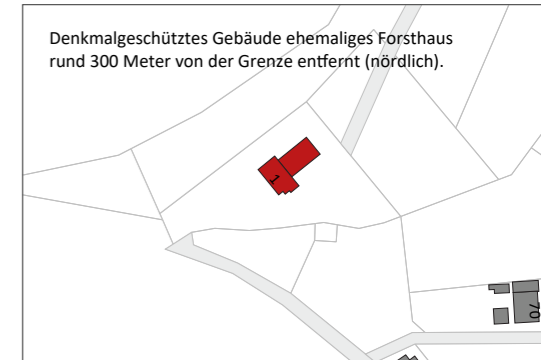 Denkmalgeschütztes Gebäude ehemaliges Forsthaus
rund 300 Meter von der Grenze entfernt (nördlich).
1
70